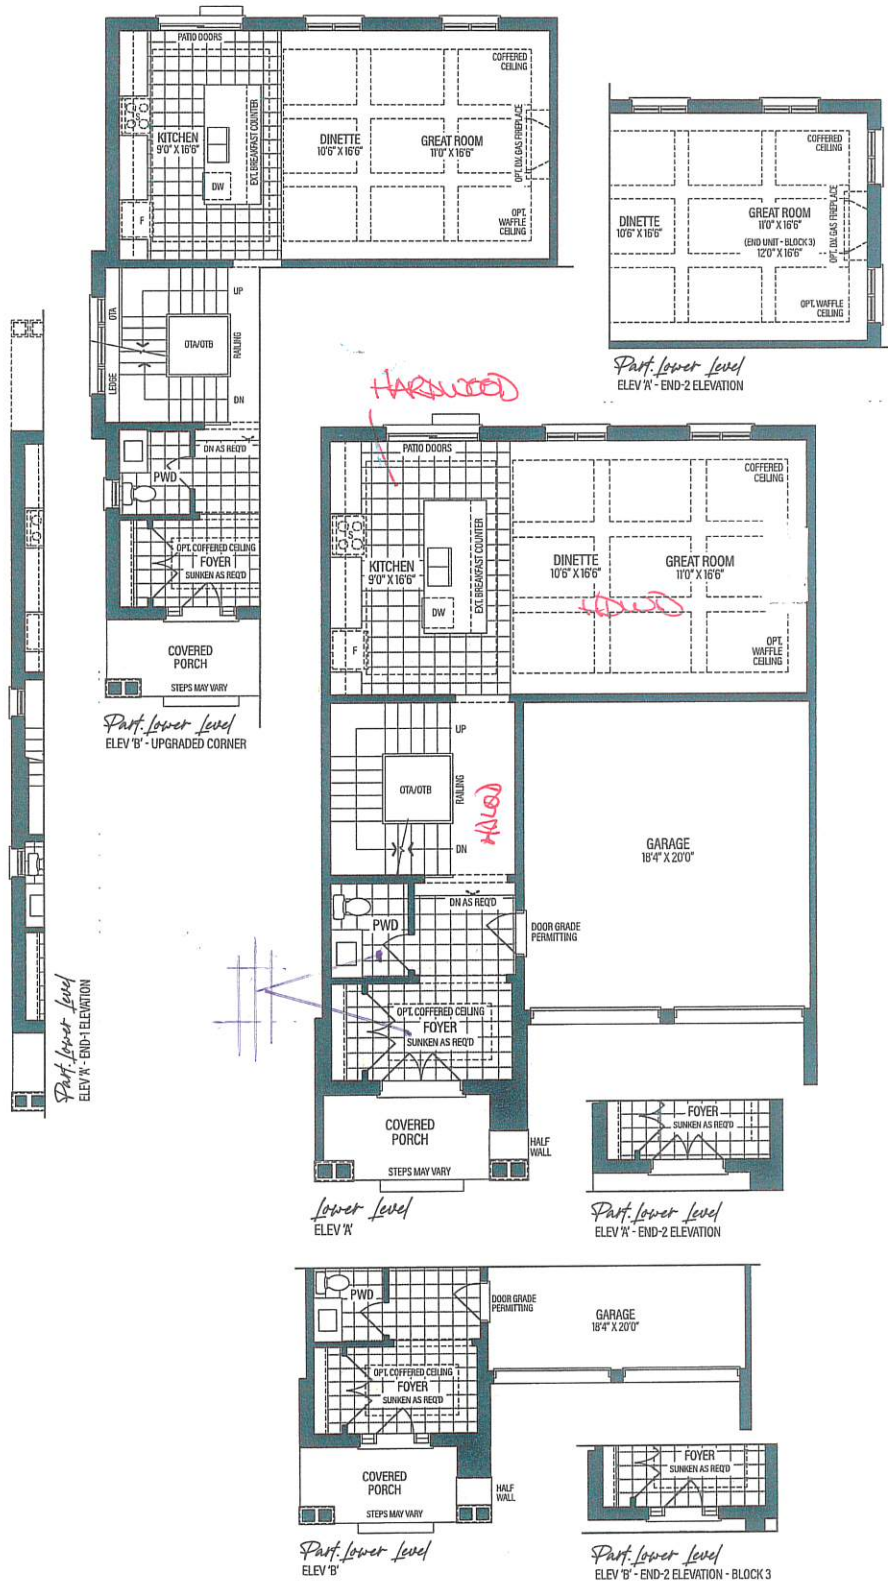 PATIO DOORS
COFFERED
CEILING
S
KITCHEN
9'0" X 16'6"
EXT. BREAKFAST COUNTER
DW
F
DINETTE
10'6" X 16'6"
GREAT ROOM
11'0" X 16'6"
OPT. D.V. GAS FIREPLACE
OPT.
WAFFLE
CEILING
OTA
LEDGE
UP
OTA/OTB
RAILING
DN
DN AS REQ'D
PWD
OPT. COFFERED CEILING
FOYER
SUNKEN AS REQ'D
COVERED
PORCH
STEPS MAY VARY
Part. Lower Level
ELEV 'B' - UPGRADED CORNER
COFFERED
CEILING
DINETTE
10'6" X 16'6"
GREAT ROOM
11'0" X 16'6"
(END UNIT - BLOCK 3)
12'0" X 16'6"
OPT. D.V. GAS FIREPLACE
OPT. WAFFLE
CEILING
Part. Lower Level
ELEV 'A' - END-2 ELEVATION
Part. Lower Level
ELEV 'A' - END-1 ELEVATION
HARDWOOD
PATIO DOORS
COFFERED
CEILING
S
KITCHEN
9'0" X 16'6"
EXT. BREAKFAST COUNTER
DW
F
DINETTE
10'6" X 16'6"
GREAT ROOM
11'0" X 16'6"
HDWD
OPT.
WAFFLE
CEILING
UP
OTA/OTB
RAILING
DN
GARAGE
18'4" X 20'0"
DN AS REQ'D
PWD
DOOR GRADE
PERMITTING
OPT. COFFERED CEILING
FOYER
SUNKEN AS REQ'D
COVERED
PORCH
STEPS MAY VARY
HALF
WALL
Lower Level
ELEV 'A'
FOYER
SUNKEN AS REQ'D
Part. Lower Level
ELEV 'A' - END-2 ELEVATION
PWD
DOOR GRADE
PERMITTING
GARAGE
18'4" X 20'0"
OPT. COFFERED CEILING
FOYER
SUNKEN AS REQ'D
COVERED
PORCH
STEPS MAY VARY
HALF
WALL
Part. Lower Level
ELEV 'B'
FOYER
SUNKEN AS REQ'D
Part. Lower Level
ELEV 'B' - END-2 ELEVATION - BLOCK 3